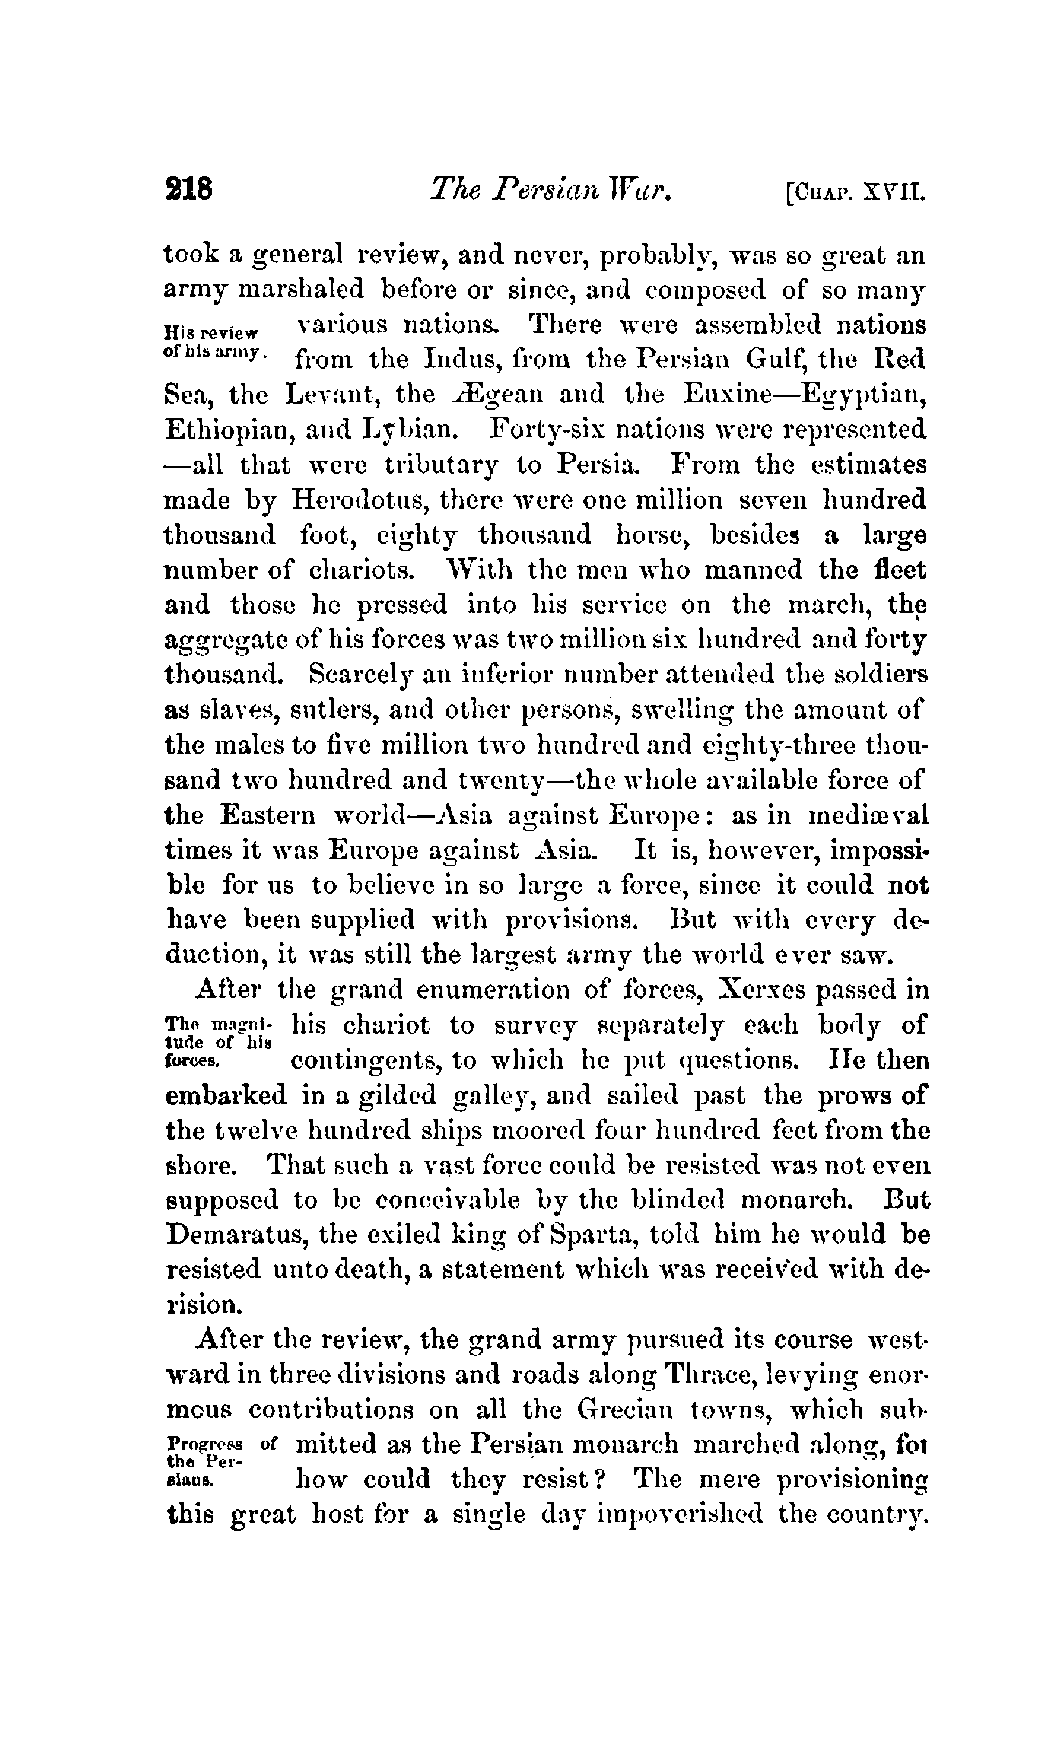 218 The Persian War. [CHAP. XVII.
took a general review, and never, probably, was so great an
army marshaled before or since, and composed of so many
His review various nations. There were assembled nations
of his army. from the Indus, from the Persian Gulf, the Red
Sea, the Levant, the Ægean and the Euxine—Egyptian,
Ethiopian, and Lybian. Forty-six nations were represented
—all that were tributary to Persia. From the estimates
made by Herodotus, there were one million seven hundred
thousand foot, eighty thousand horse, besides a large
number of chariots. With the men who manned the fleet
and those he pressed into his service on the march, the
aggregate of his forces was two million six hundred and forty
thousand. Scarcely an inferior number attended the soldiers
as slaves, sutlers, and other persons, swelling the amount of
the males to five million two hundred and eighty-three thou-
sand two hundred and twenty—the whole available force of
the Eastern world—Asia against Europe: as in mediæval
times it was Europe against Asia. It is, however, impossi-
ble for us to believe in so large a force, since it could not
have been supplied with provisions. But with every de-
duction, it was still the largest army the world ever saw.
After the grand enumeration of forces, Xerxes passed in
The magni- his chariot to survey separately each body of
tude of his
forces. contingents, to which he put questions. He then
embarked in a gilded galley, and sailed past the prows of
the twelve hundred ships moored four hundred feet from the
shore. That such a vast force could be resisted was not even
supposed to be conceivable by the blinded monarch. But
Demaratus, the exiled king of Sparta, told him he would be
resisted unto death, a statement which was received with de-
rision.
After the review, the grand army pursued its course west-
ward in three divisions and roads along Thrace, levying enor-
mous contributions on all the Grecian towns, which sub-
Progress of mitted as the Persian monarch marched along, for
the Per-
sians. how could they resist? The mere provisioning
this great host for a single day impoverished the country.